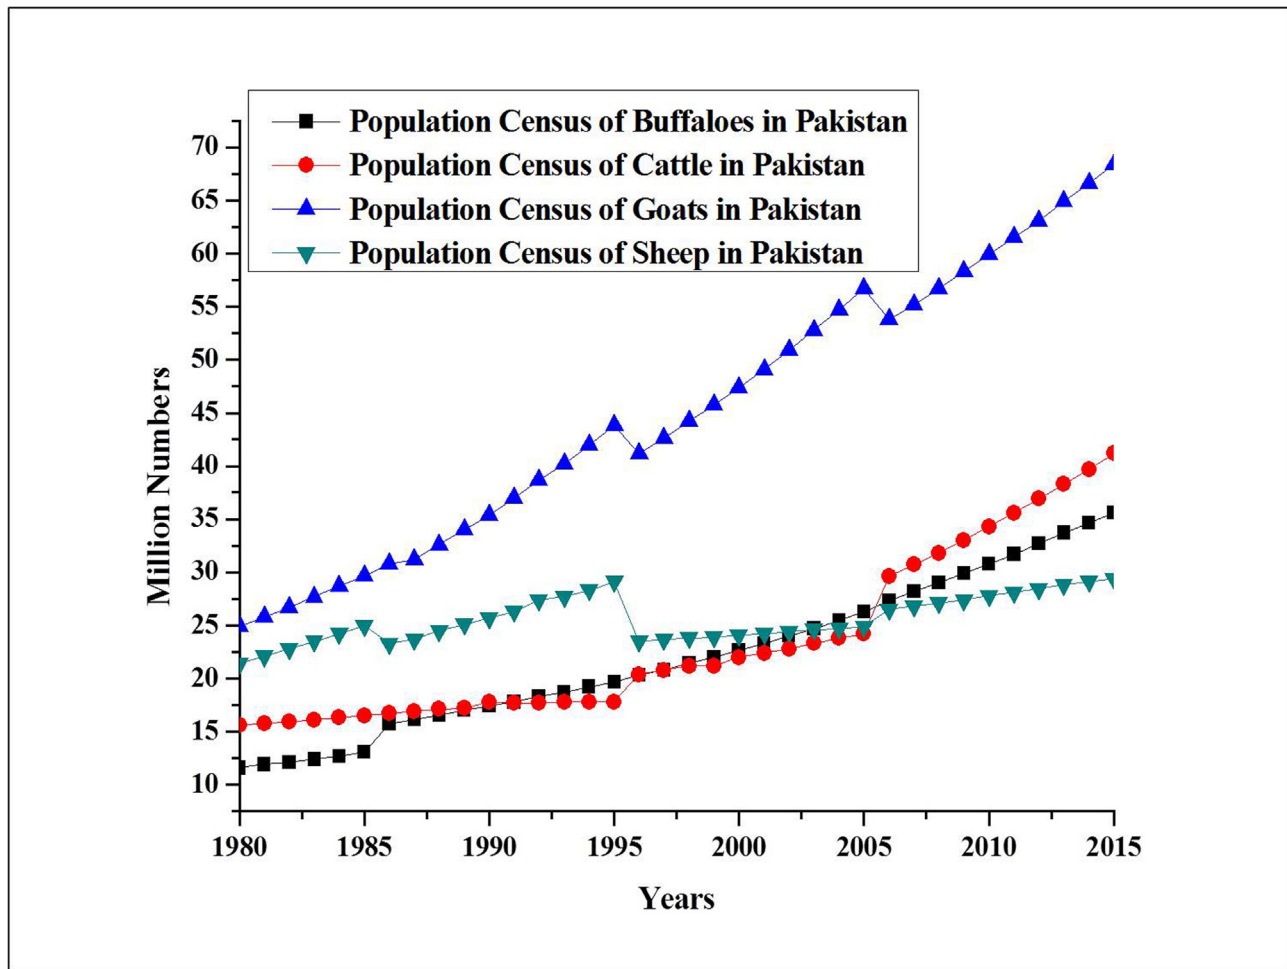 Population Census of Buffaloes in Pakistan
Population Census of Cattle in Pakistan
Population Census of Goats in Pakistan
Population Census of Sheep in Pakistan
70
65
60
55
50
45
40
35
30
25
20
15
10
Million Numbers
1980 1985 1990 1995 2000 2005 2010 2015
Years